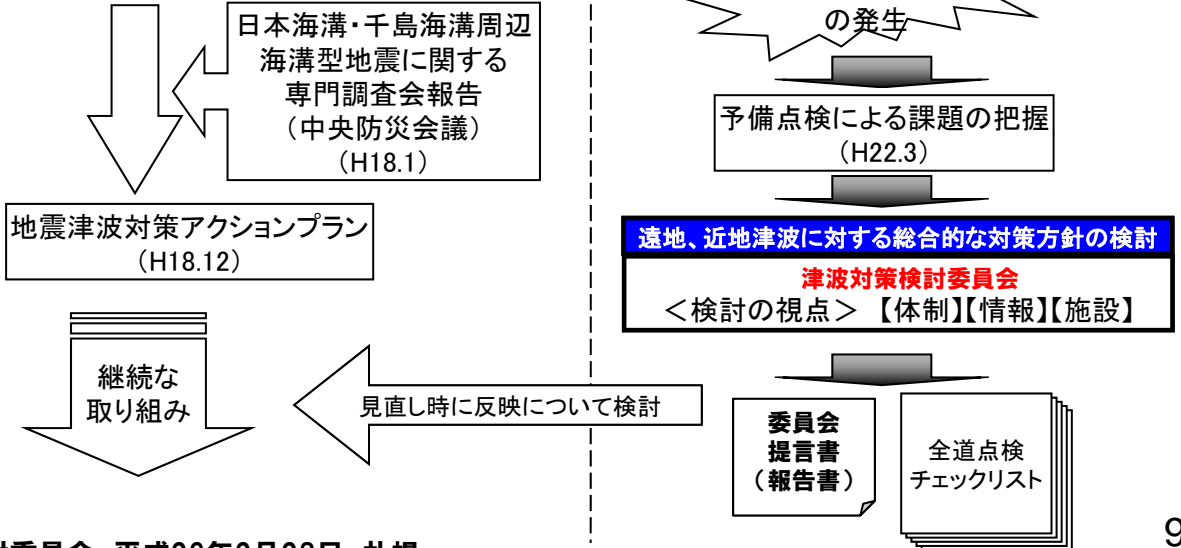 日本海溝・千島海溝周辺
海溝型地震に関する
専門調査会報告
（中央防災会議）
（H18.1）
地震津波対策アクションプラン
（H18.12）
継続な
取り組み
の発生
予備点検による課題の把握
（H22.3）
遠地、近地津波に対する総合的な対策方針の検討
津波対策検討委員会
＜検討の視点＞ 【体制】【情報】【施設】
見直し時に反映について検討
委員会
提言書
（報告書）
全道点検
チェックリスト
9